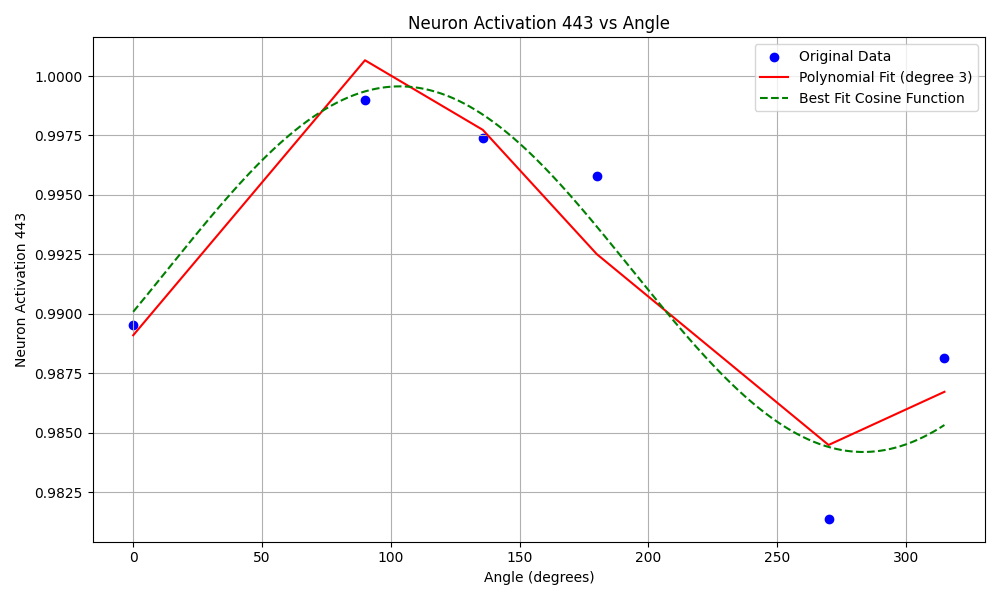 Neuron Activation 443 vs Angle
Original Data
Polynomial Fit (degree 3)
Best Fit Cosine Function
Neuron Activation 443
1.0000
0.9975
0.9950
0.9925
0.9900
0.9875
0.9850
0.9825
0 50 100 150 200 250 300
Angle (degrees)